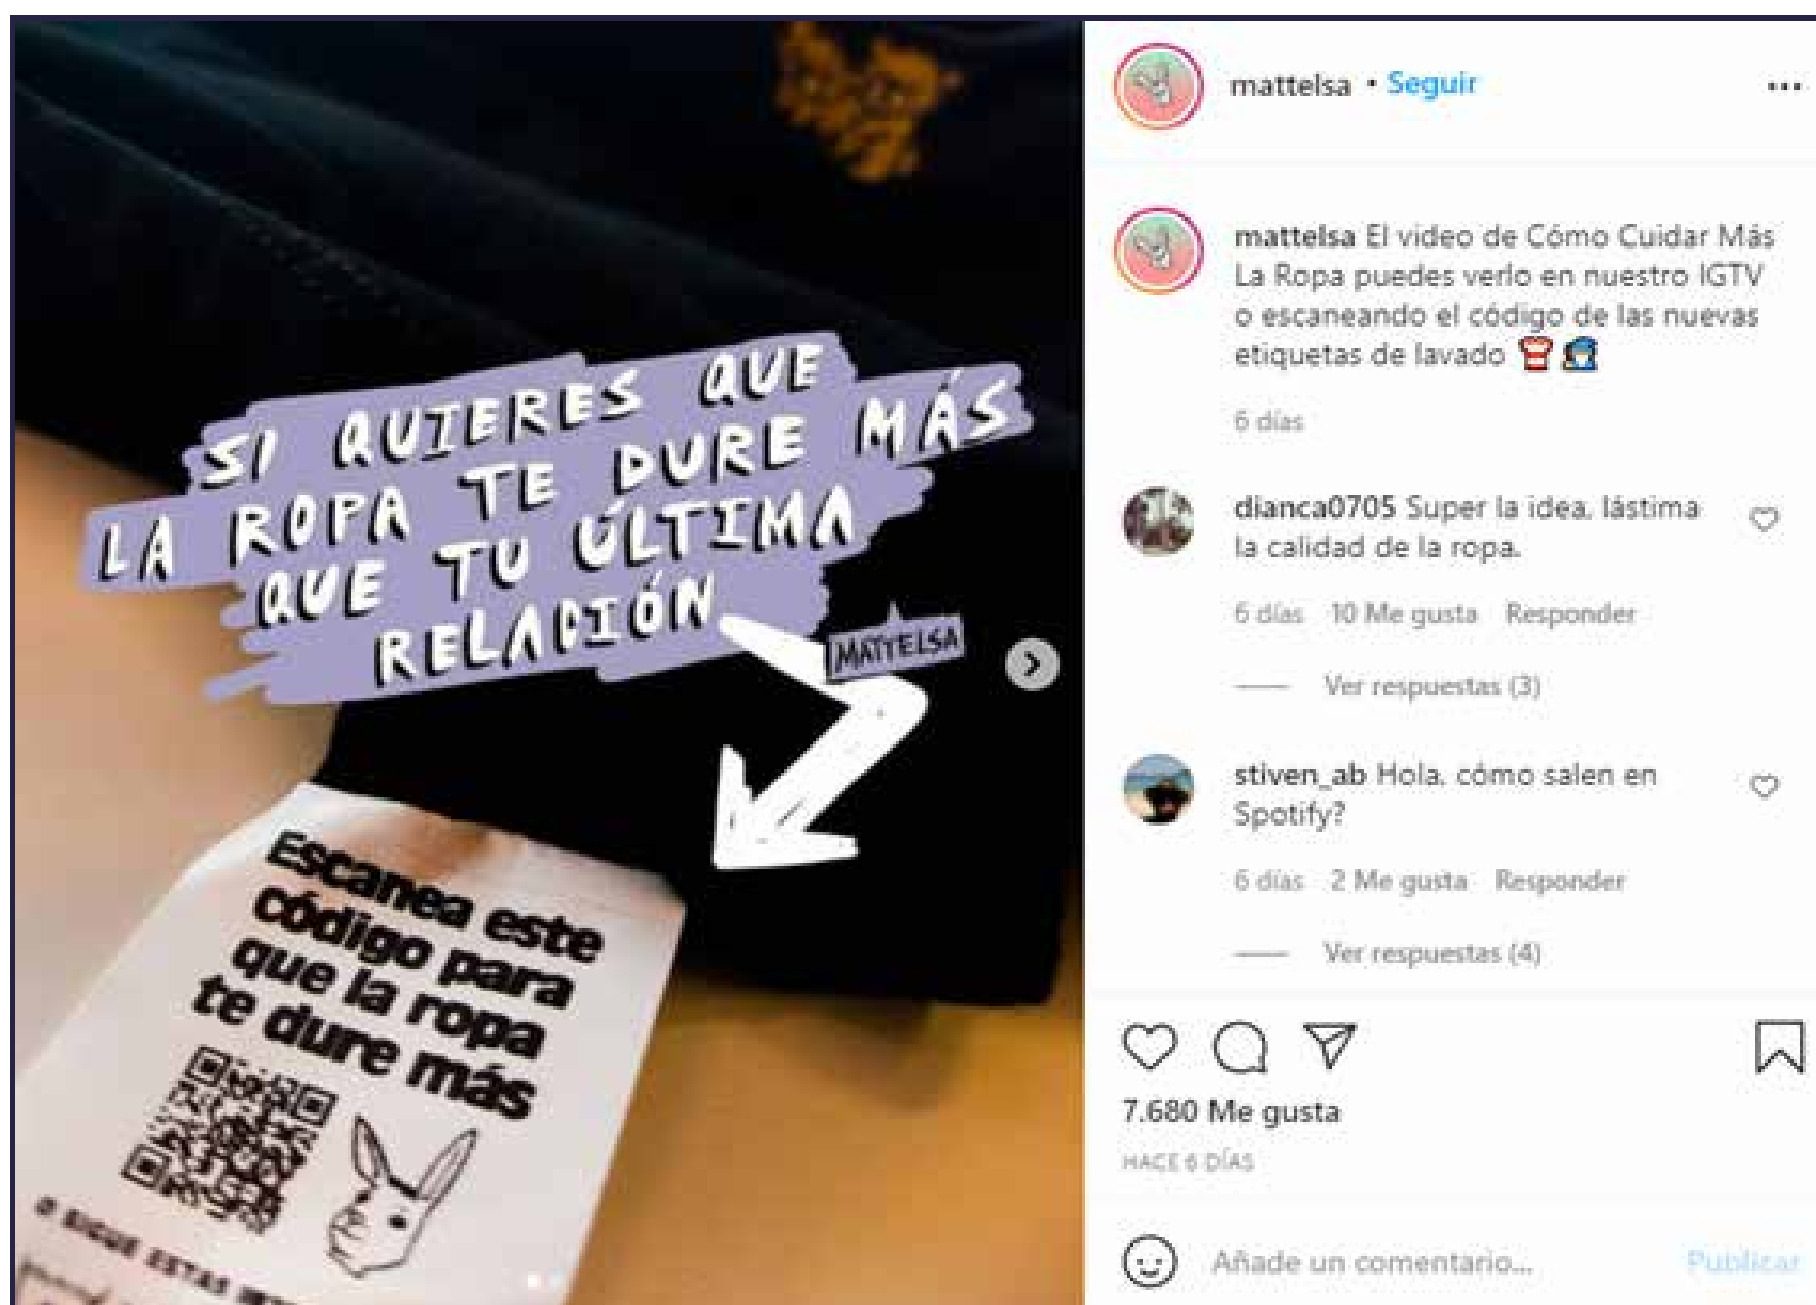 SI QUIERES QUE
LA ROPA TE DURE MÁS
QUE TU ÚLTIMA
RELACIÓN
MATTELSA
Escanea este
código para
que la ropa
te dure más
O SIGUE ESTAS
mattelsa • Seguir
mattelsa El video de Cómo Cuidar Más
La Ropa puedes verlo en nuestro IGTV
o escaneando el código de las nuevas
etiquetas de lavado
6 días
dianca0705 Super la idea, lástima
la calidad de la ropa.
6 días 10 Me gusta Responder
Ver respuestas (3)
stiven_ab Hola, cómo salen en
Spotify?
6 días 2 Me gusta Responder
Ver respuestas (4)
7.680 Me gusta
HACE 6 DÍAS
Añade un comentario... Publicar